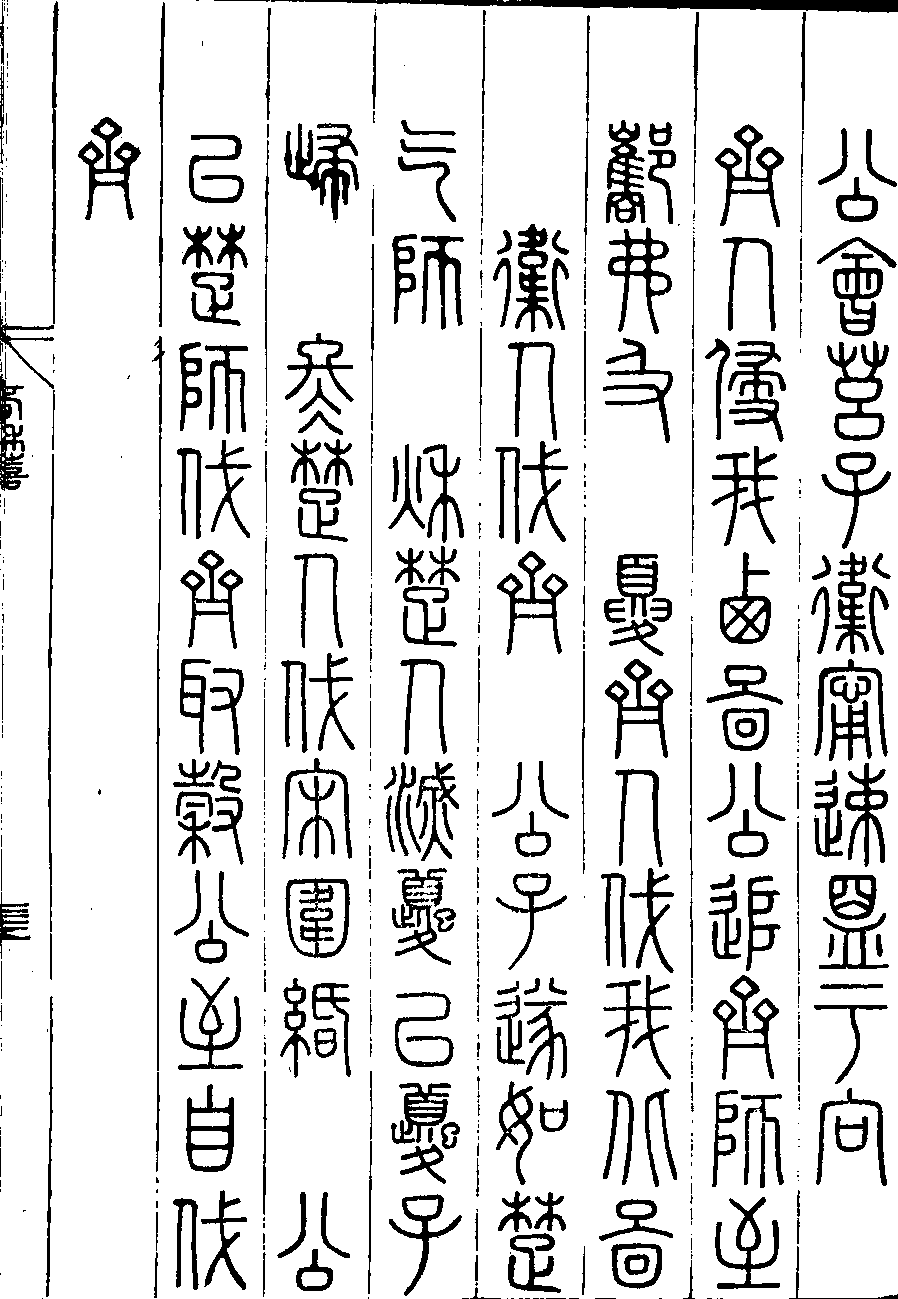 公會莒子衛甯速盟于向
齊人侵我西啚公追齊師至
酅弗及　夏齊人伐我北啚
衛人伐齊　公子遂如楚
乞師　秋楚人滅夔以夔子
歸　冬楚人伐宋圍緡　公
以楚師伐齊取穀公至自伐
齊